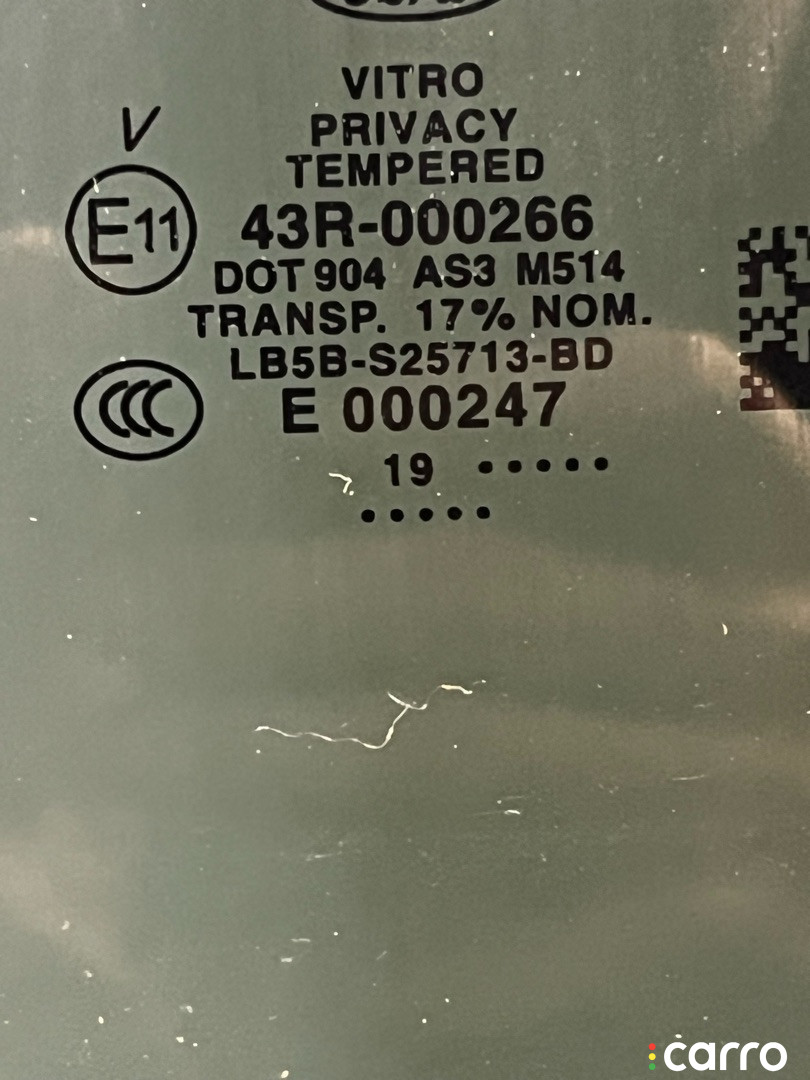 VITRO
PRIVACY
TEMPERED
V
E11
43R-000266
DOT 904 AS3 M514
TRANSP. 17% NOM.
LB5B-S25713-BD
CCC
E 000247
19 •••••
•••••
carro